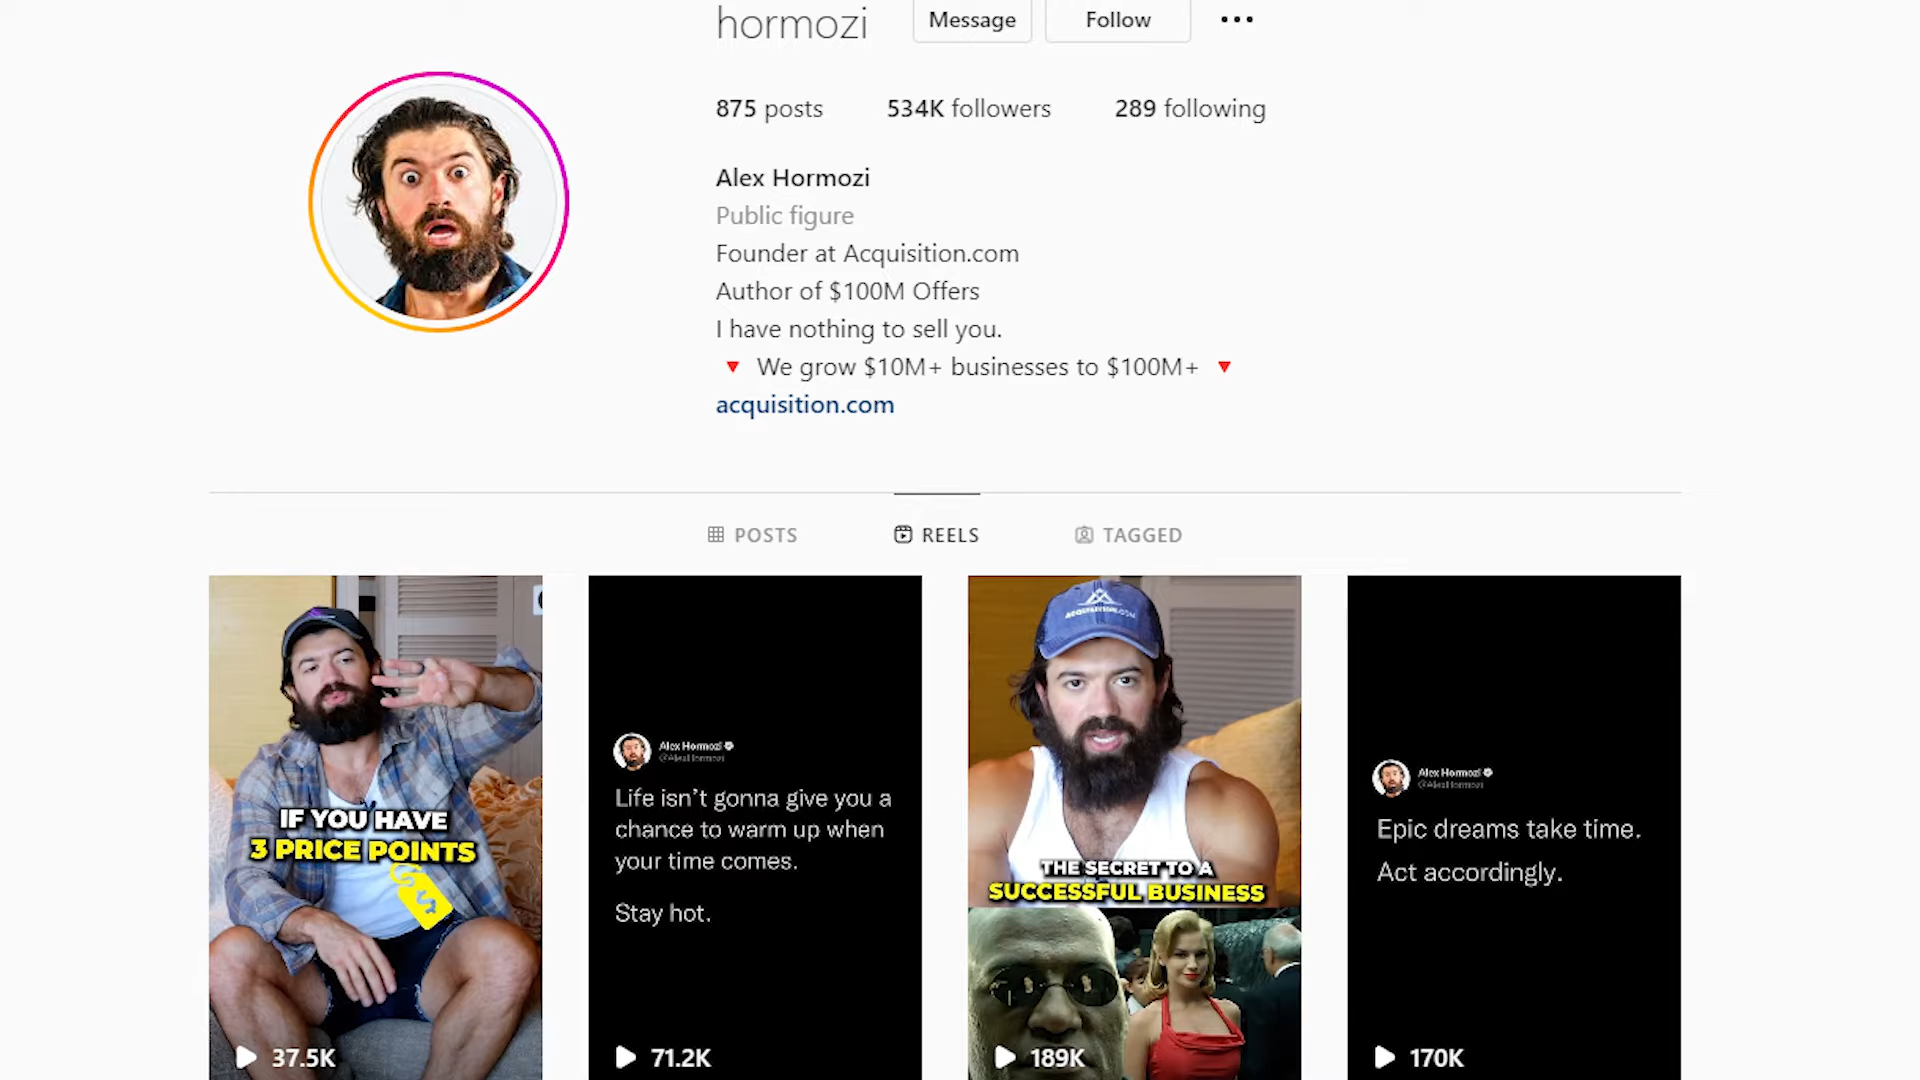 hormozi
Message
Follow
875 posts
534K followers
289 following
Alex Hormozi
Public figure
Founder at Acquisition.com
Author of $100M Offers
I have nothing to sell you.
We grow $10M+ businesses to $100M+
acquisition.com
POSTS
REELS
TAGGED
IF YOU HAVE
3 PRICE POINTS
$
37.5K
Alex Hormozi
@AlexHormozi
Life isn't gonna give you a
chance to warm up when
your time comes.
Stay hot.
71.2K
ACQUISITION.COM
THE SECRET TO A
SUCCESSFUL BUSINESS
189K
Alex Hormozi
@AlexHormozi
Epic dreams take time.
Act accordingly.
170K